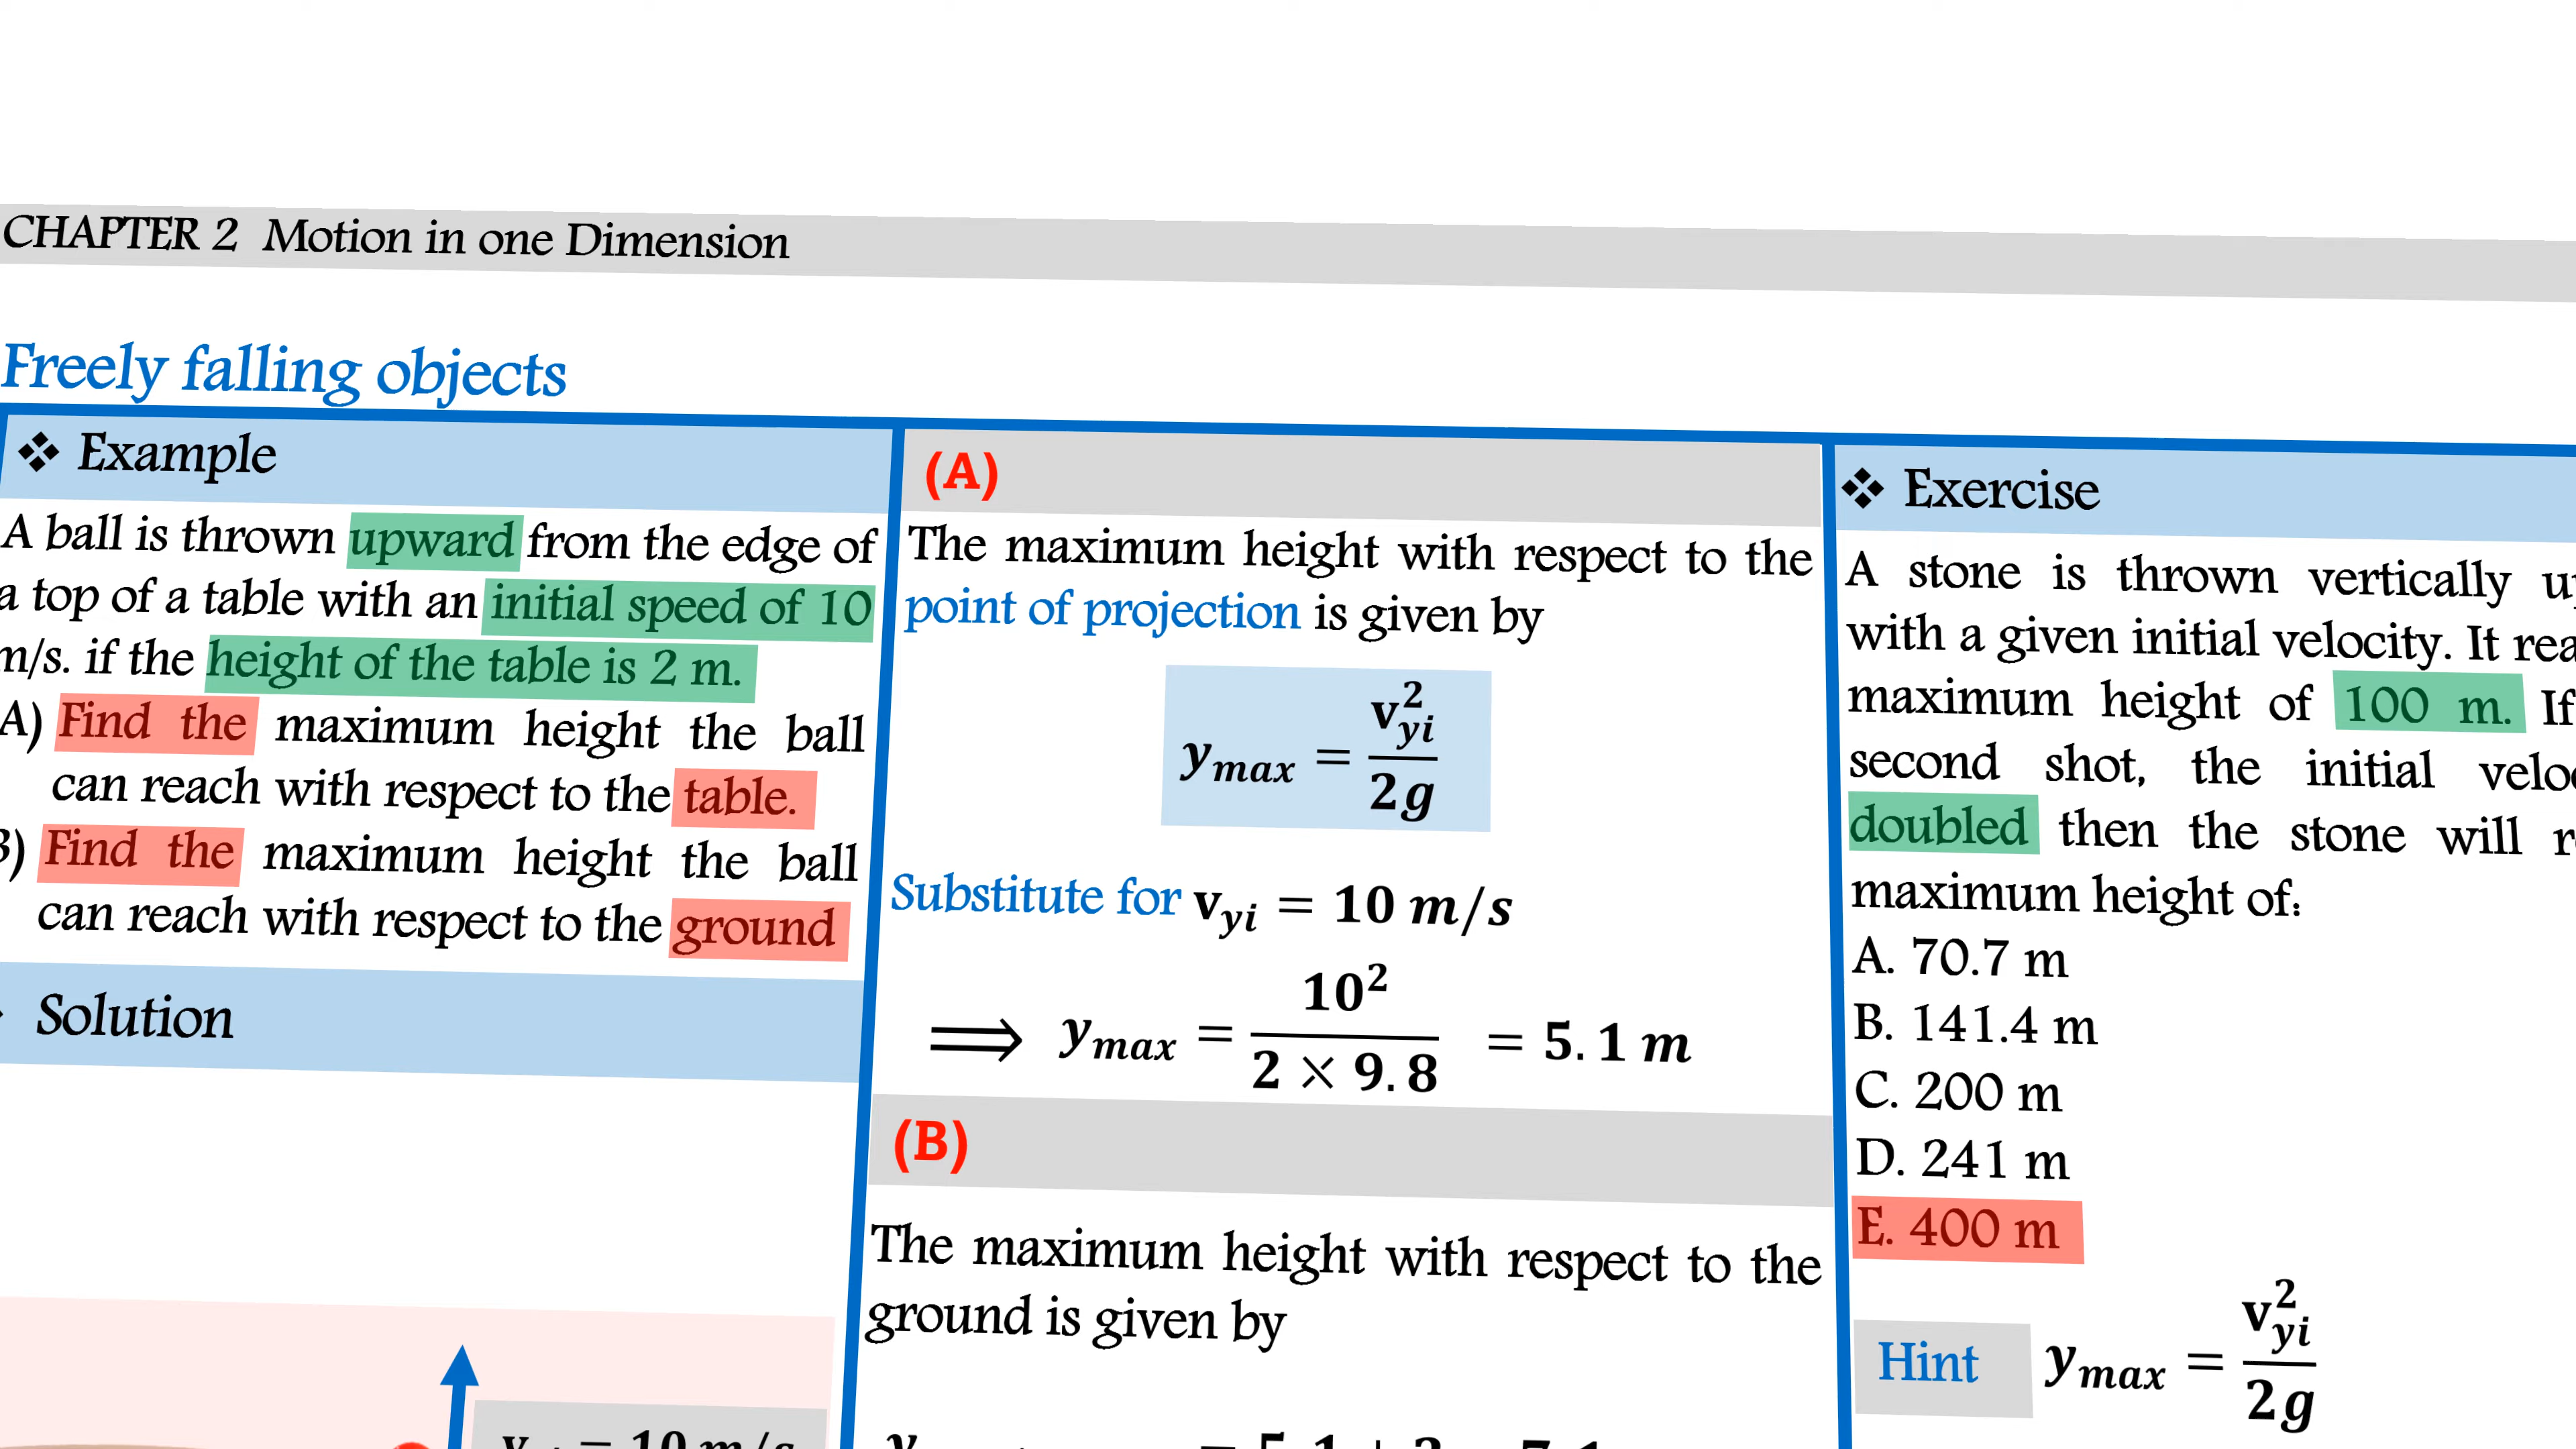 CHAPTER 2 Motion in one Dimension
Freely falling objects
❖ Example
A ball is thrown upward from the edge of
a top of a table with an initial speed of 10
m/s. if the height of the table is 2 m.
A) Find the maximum height the ball
can reach with respect to the table.
B) Find the maximum height the ball
can reach with respect to the ground
Solution
= 10 m/s
(A)
The maximum height with respect to the
point of projection is given by
y_max = v_yi^2 / 2g
Substitute for v_yi = 10 m/s
⟹ y_max = 10^2 / 2 × 9.8 = 5.1 m
(B)
The maximum height with respect to the
ground is given by
❖ Exercise
A stone is thrown vertically
with a given initial velocity. It
maximum height of 100 m. If
second shot, the initial
doubled then the stone will
maximum height of:
A. 70.7 m
B. 141.4 m
C. 200 m
D. 241 m
E. 400 m
Hint y_max = v_yi^2 / 2g